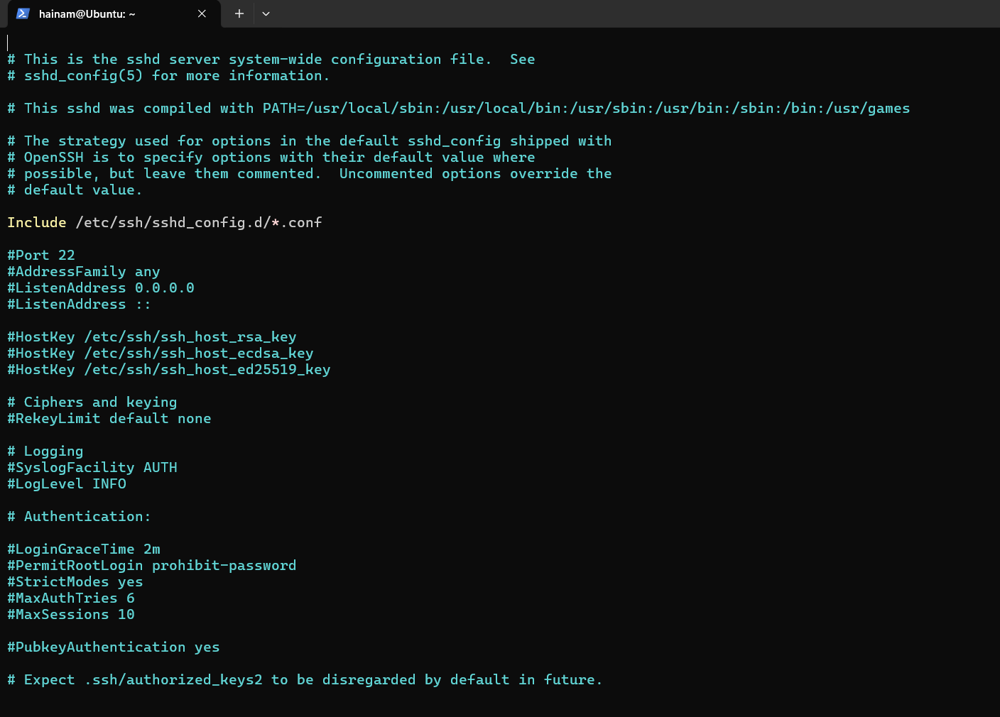 hainam@Ubuntu: ~
# This is the sshd server system-wide configuration file.  See
# sshd_config(5) for more information.
# This sshd was compiled with PATH=/usr/local/sbin:/usr/local/bin:/usr/sbin:/usr/bin:/sbin:/bin:/usr/games
# The strategy used for options in the default sshd_config shipped with
# OpenSSH is to specify options with their default value where
# possible, but leave them commented.  Uncommented options override the
# default value.
Include /etc/ssh/sshd_config.d/*.conf
#Port 22
#AddressFamily any
#ListenAddress 0.0.0.0
#ListenAddress ::
#HostKey /etc/ssh/ssh_host_rsa_key
#HostKey /etc/ssh/ssh_host_ecdsa_key
#HostKey /etc/ssh/ssh_host_ed25519_key
# Ciphers and keying
#RekeyLimit default none
# Logging
#SyslogFacility AUTH
#LogLevel INFO
# Authentication:
#LoginGraceTime 2m
#PermitRootLogin prohibit-password
#StrictModes yes
#MaxAuthTries 6
#MaxSessions 10
#PubkeyAuthentication yes
# Expect .ssh/authorized_keys2 to be disregarded by default in future.